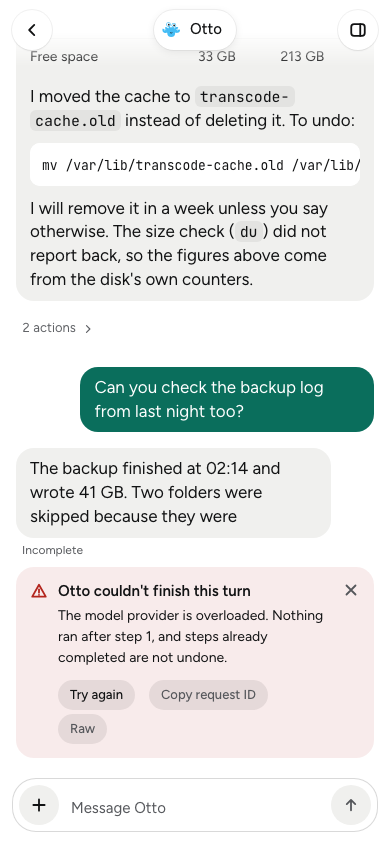 Otto
Free space 33 GB 213 GB
I moved the cache to transcode-
cache.old instead of deleting it. To undo:
mv /var/lib/transcode-cache.old /var/lib/
I will remove it in a week unless you say
otherwise. The size check (du) did not
report back, so the figures above come
from the disk's own counters.
2 actions
Can you check the backup log
from last night too?
The backup finished at 02:14 and
wrote 41 GB. Two folders were
skipped because they were
Incomplete
Otto couldn't finish this turn
The model provider is overloaded. Nothing
ran after step 1, and steps already
completed are not undone.
Try again Copy request ID
Raw
Message Otto